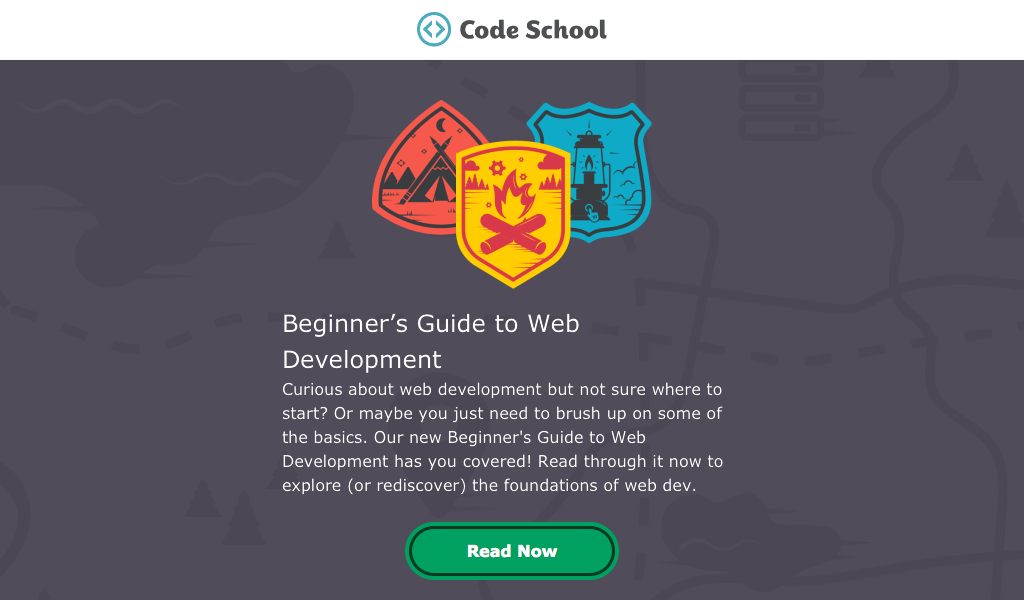 Code School
Beginner’s Guide to Web
Development
Curious about web development but not sure where to
start? Or maybe you just need to brush up on some of
the basics. Our new Beginner's Guide to Web
Development has you covered! Read through it now to
explore (or rediscover) the foundations of web dev.
Read Now